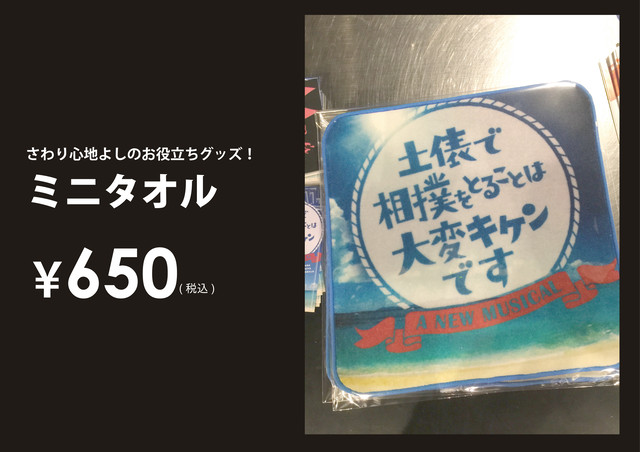 さわり心地よしのお役立ちグッズ！
ミニタオル
¥650(税込)
土俵で
相撲をとることは
大変キケン
です
A NEW MUSICAL